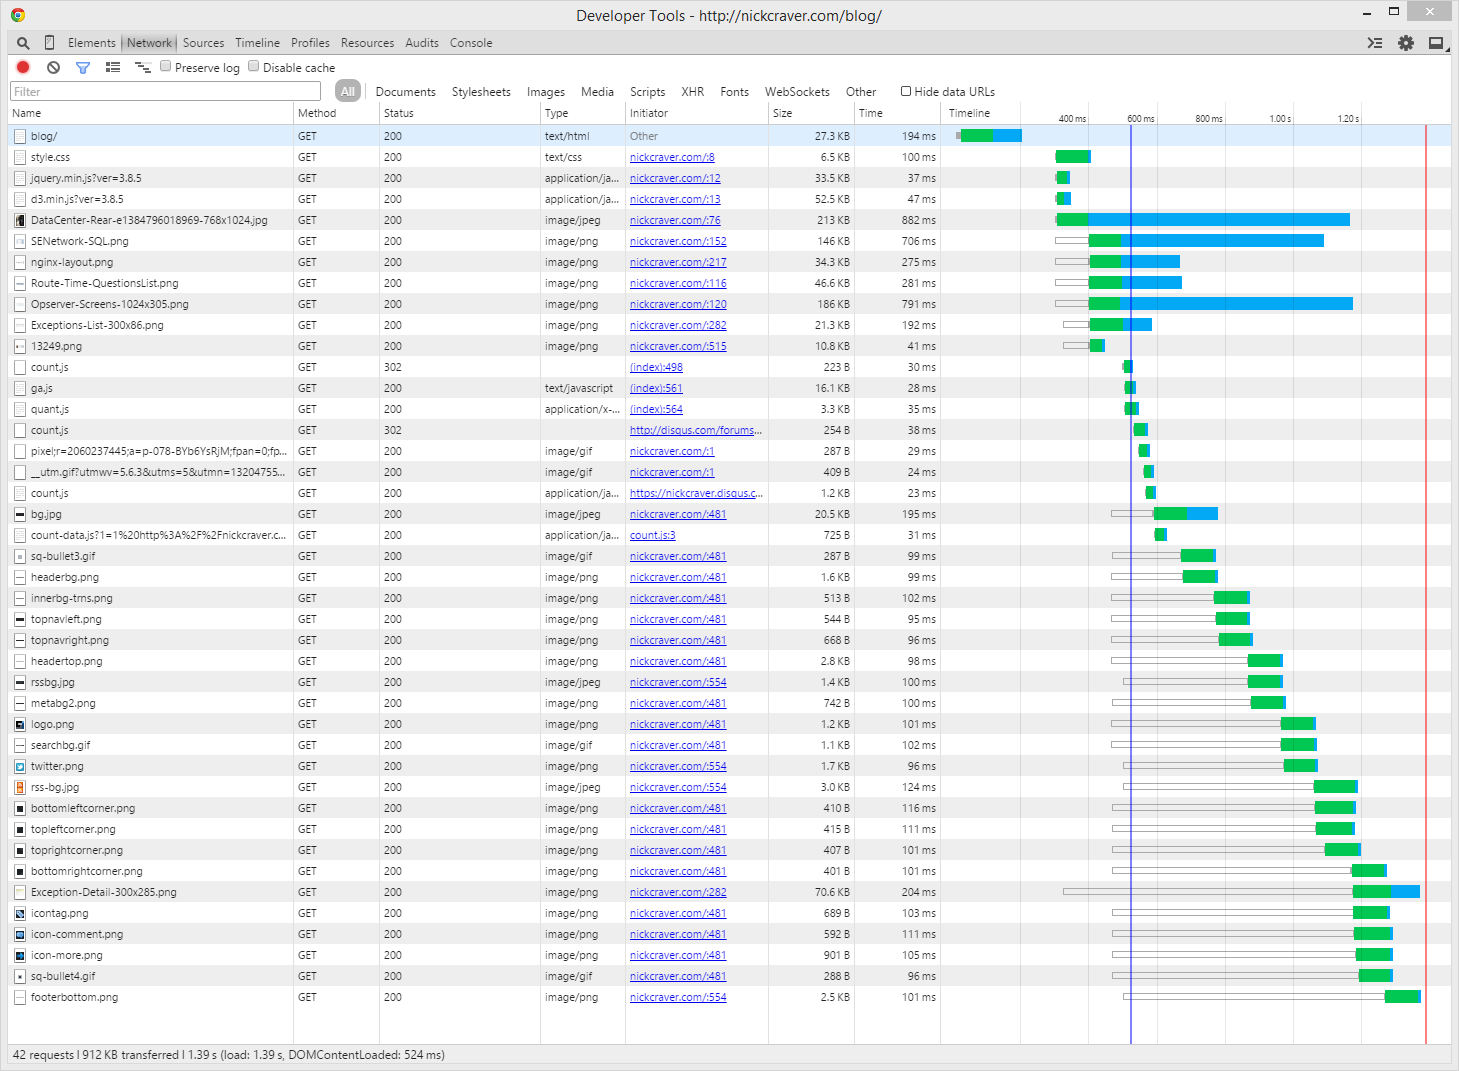 Developer Tools - http://nickcraver.com/blog/
Elements Network Sources Timeline Profiles Resources Audits Console
Preserve log Disable cache
Filter All Documents Stylesheets Images Media Scripts XHR Fonts WebSockets Other Hide data URLs
Name Method Status Type Initiator Size Time Timeline 400 ms 600 ms 800 ms 1.00 s 1.20 s
blog/ GET 200 text/html Other 27.3 KB 194 ms
style.css GET 200 text/css nickcraver.com/:8 6.5 KB 100 ms
jquery.min.js?ver=3.8.5 GET 200 application/ja... nickcraver.com/:12 33.5 KB 37 ms
d3.min.js?ver=3.8.5 GET 200 application/ja... nickcraver.com/:13 52.5 KB 47 ms
DataCenter-Rear-e1384796018969-768x1024.jpg GET 200 image/jpeg nickcraver.com/:76 213 KB 882 ms
SENetwork-SQL.png GET 200 image/png nickcraver.com/:152 146 KB 706 ms
nginx-layout.png GET 200 image/png nickcraver.com/:217 34.3 KB 275 ms
Route-Time-QuestionsList.png GET 200 image/png nickcraver.com/:116 46.6 KB 281 ms
Opserver-Screens-1024x305.png GET 200 image/png nickcraver.com/:120 186 KB 791 ms
Exceptions-List-300x86.png GET 200 image/png nickcraver.com/:282 21.3 KB 192 ms
13249.png GET 200 image/png nickcraver.com/:515 10.8 KB 41 ms
count.js GET 302 (index):498 223 B 30 ms
ga.js GET 200 text/javascript (index):561 16.1 KB 28 ms
quant.js GET 200 application/x-... (index):564 3.3 KB 35 ms
count.js GET 302 http://disqus.com/forums... 254 B 38 ms
pixel;r=2060237445;a=p-078-BYb6YsRjM;fpan=0;fp... GET 200 image/gif nickcraver.com/:1 287 B 29 ms
__utm.gif?utmwv=5.6.3&utms=5&utmn=13204755... GET 200 image/gif nickcraver.com/:1 409 B 24 ms
count.js GET 200 application/ja... https://nickcraver.disqus.c... 1.2 KB 23 ms
bg.jpg GET 200 image/jpeg nickcraver.com/:481 20.5 KB 195 ms
count-data.js?1=1%20http%3A%2F%2Fnickcraver.c... GET 200 application/ja... count.js:3 725 B 31 ms
sq-bullet3.gif GET 200 image/gif nickcraver.com/:481 287 B 99 ms
headerbg.png GET 200 image/png nickcraver.com/:481 1.6 KB 99 ms
innerbg-trns.png GET 200 image/png nickcraver.com/:481 513 B 102 ms
topnavleft.png GET 200 image/png nickcraver.com/:481 544 B 95 ms
topnavright.png GET 200 image/png nickcraver.com/:481 668 B 96 ms
headertop.png GET 200 image/png nickcraver.com/:481 2.8 KB 98 ms
rssbg.jpg GET 200 image/jpeg nickcraver.com/:554 1.4 KB 100 ms
metabg2.png GET 200 image/png nickcraver.com/:481 742 B 100 ms
logo.png GET 200 image/png nickcraver.com/:481 1.2 KB 101 ms
searchbg.gif GET 200 image/gif nickcraver.com/:481 1.1 KB 102 ms
twitter.png GET 200 image/png nickcraver.com/:554 1.7 KB 96 ms
rss-bg.jpg GET 200 image/jpeg nickcraver.com/:554 3.0 KB 124 ms
bottomleftcorner.png GET 200 image/png nickcraver.com/:481 410 B 116 ms
topleftcorner.png GET 200 image/png nickcraver.com/:481 415 B 111 ms
toprightcorner.png GET 200 image/png nickcraver.com/:481 407 B 101 ms
bottomrightcorner.png GET 200 image/png nickcraver.com/:481 401 B 101 ms
Exception-Detail-300x285.png GET 200 image/png nickcraver.com/:282 70.6 KB 204 ms
icontag.png GET 200 image/png nickcraver.com/:481 689 B 103 ms
icon-comment.png GET 200 image/png nickcraver.com/:481 592 B 111 ms
icon-more.png GET 200 image/png nickcraver.com/:481 901 B 105 ms
sq-bullet4.gif GET 200 image/gif nickcraver.com/:481 288 B 96 ms
footerbottom.png GET 200 image/png nickcraver.com/:554 2.5 KB 101 ms
42 requests | 912 KB transferred | 1.39 s (load: 1.39 s, DOMContentLoaded: 524 ms)